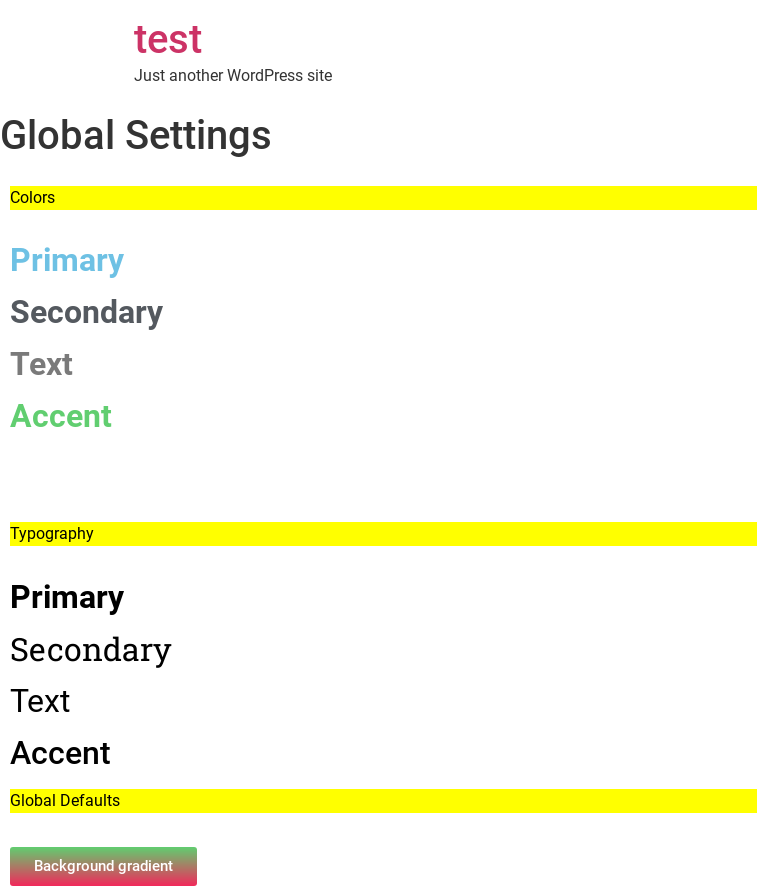 test
Just another WordPress site
Global Settings
Colors
Primary
Secondary
Text
Accent
Typography
Primary
Secondary
Text
Accent
Global Defaults
Background gradient